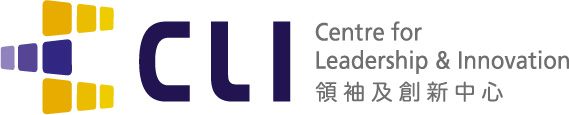 CLI
Centre for
Leadership & Innovation
領袖及創新中心